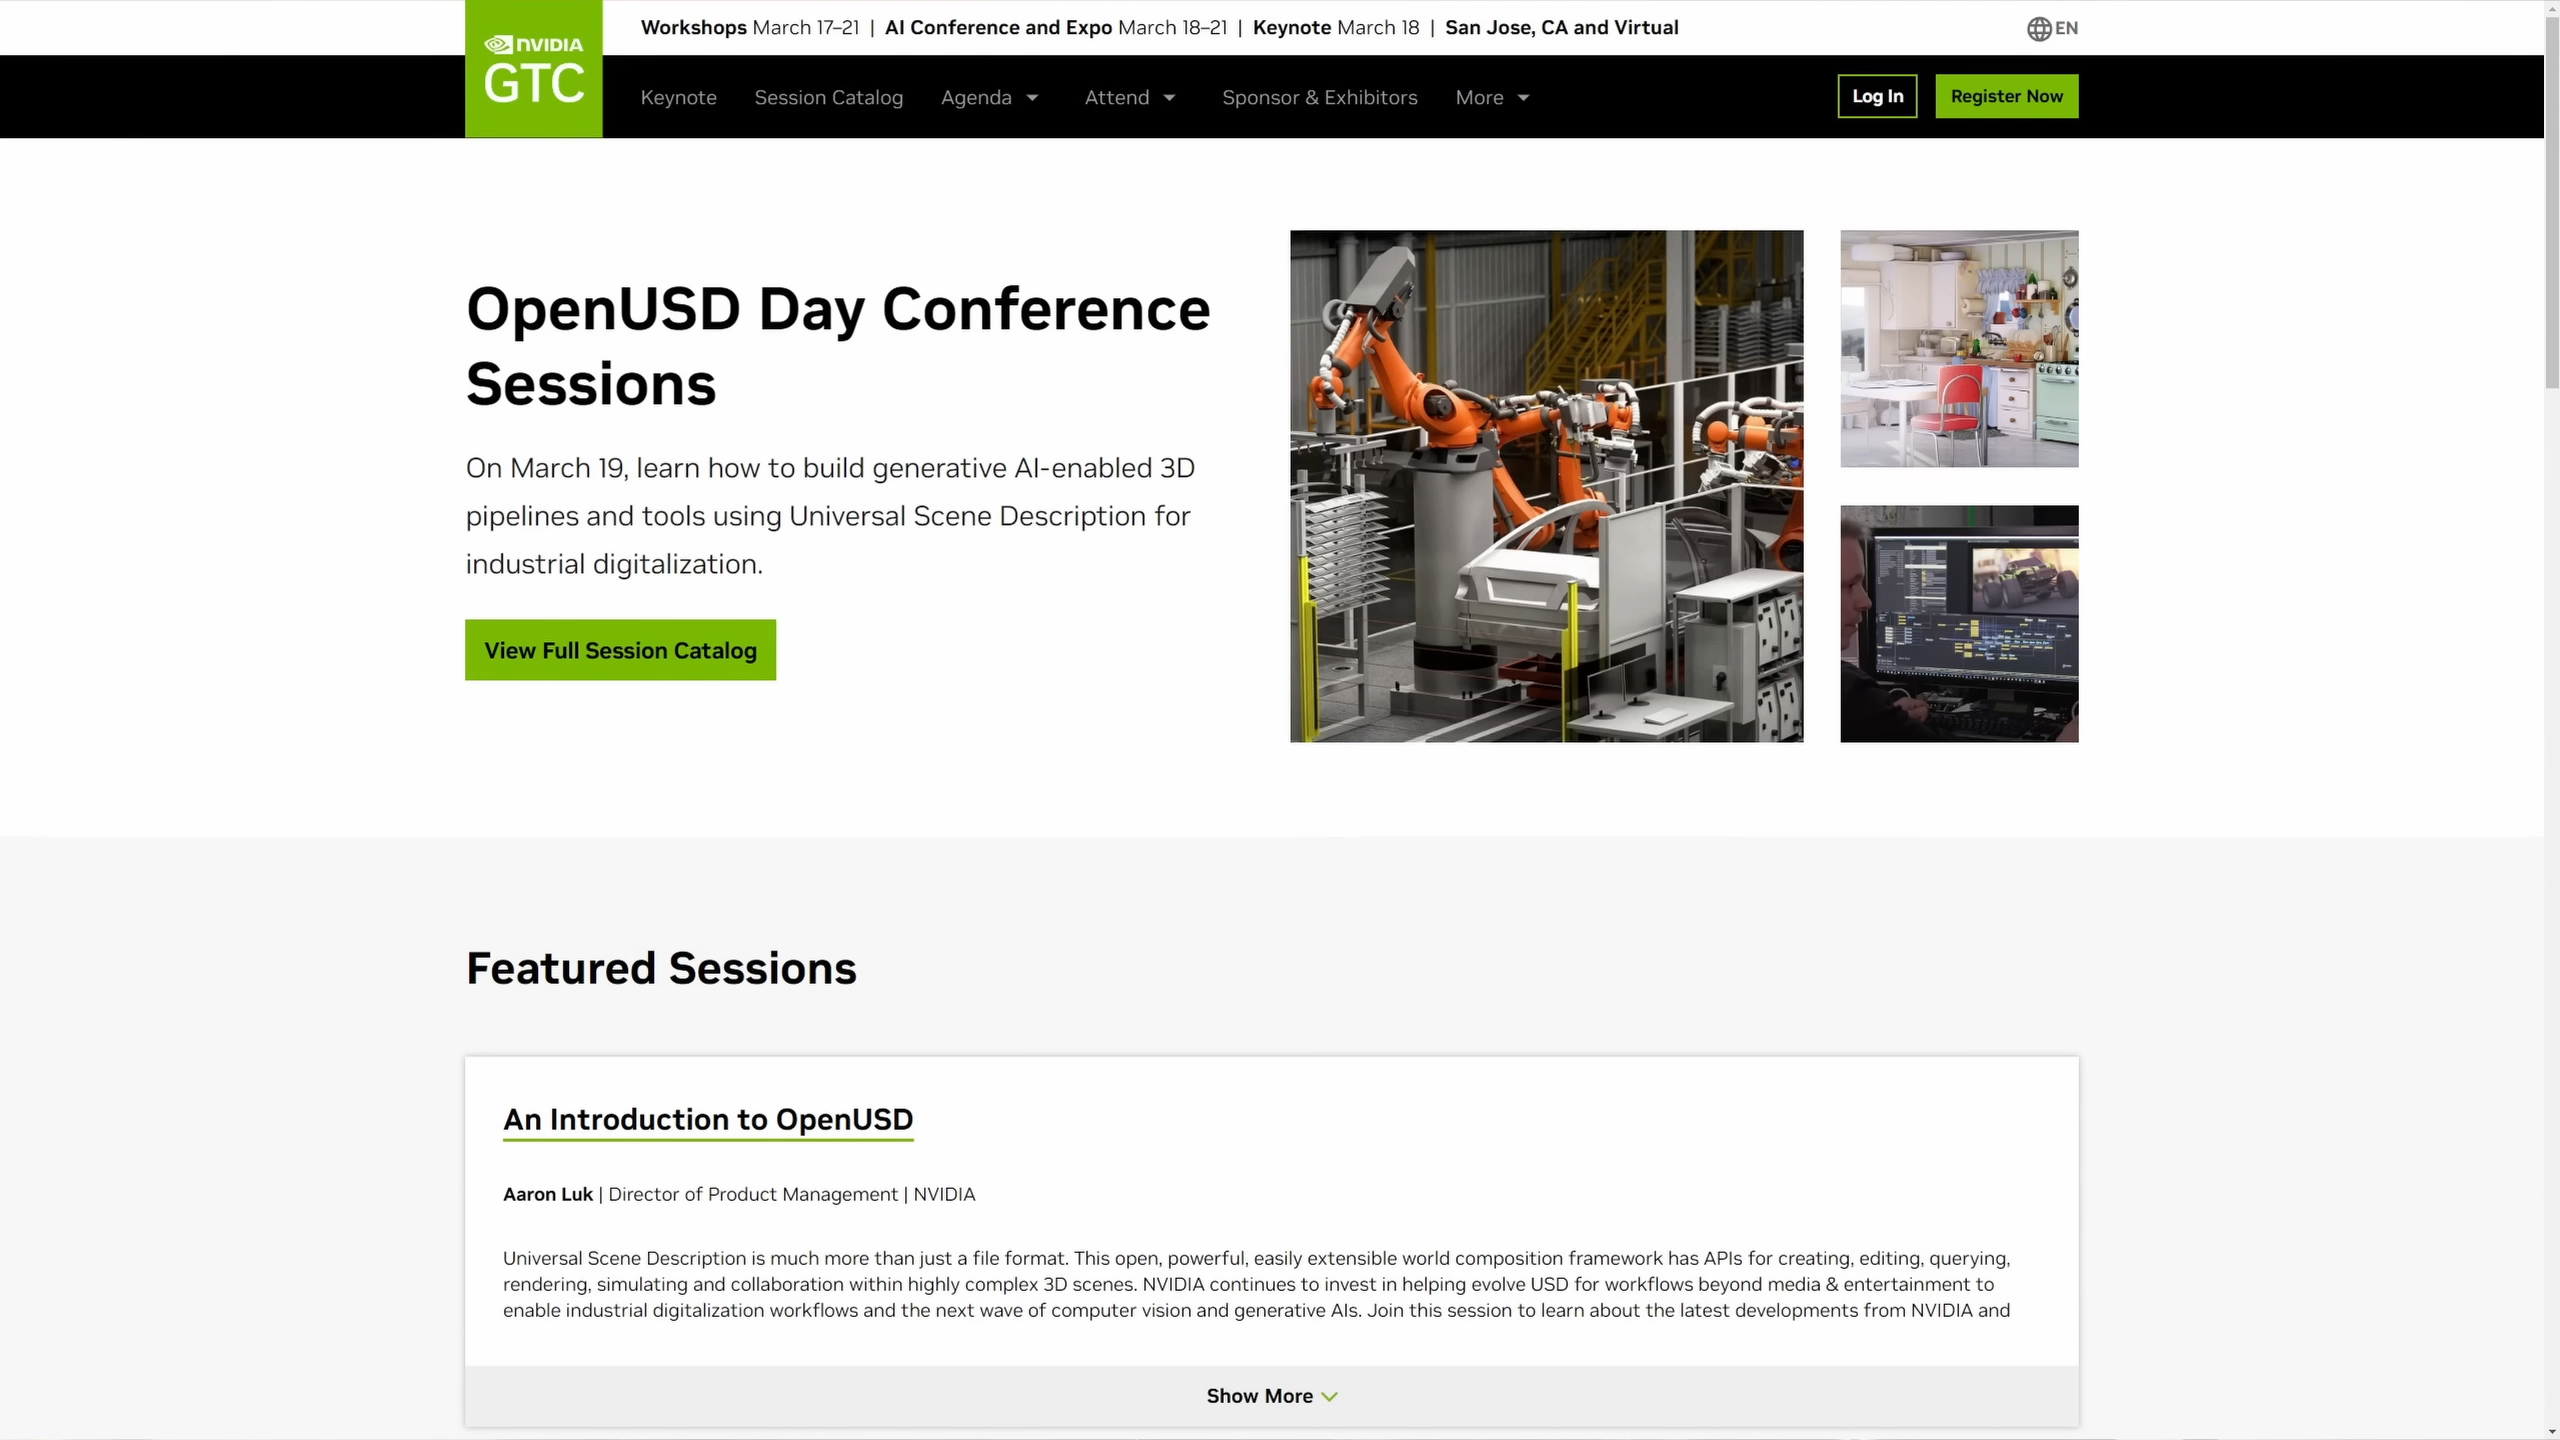 Workshops March 17–21 | AI Conference and Expo March 18–21 | Keynote March 18 | San Jose, CA and Virtual
EN
NVIDIA
GTC
Keynote
Session Catalog
Agenda
Attend
Sponsor & Exhibitors
More
Log In
Register Now
OpenUSD Day Conference
Sessions
On March 19, learn how to build generative AI-enabled 3D
pipelines and tools using Universal Scene Description for
industrial digitalization.
View Full Session Catalog
Featured Sessions
An Introduction to OpenUSD
Aaron Luk | Director of Product Management | NVIDIA
Universal Scene Description is much more than just a file format. This open, powerful, easily extensible world composition framework has APIs for creating, editing, querying,
rendering, simulating and collaboration within highly complex 3D scenes. NVIDIA continues to invest in helping evolve USD for workflows beyond media & entertainment to
enable industrial digitalization workflows and the next wave of computer vision and generative AIs. Join this session to learn about the latest developments from NVIDIA and
Show More